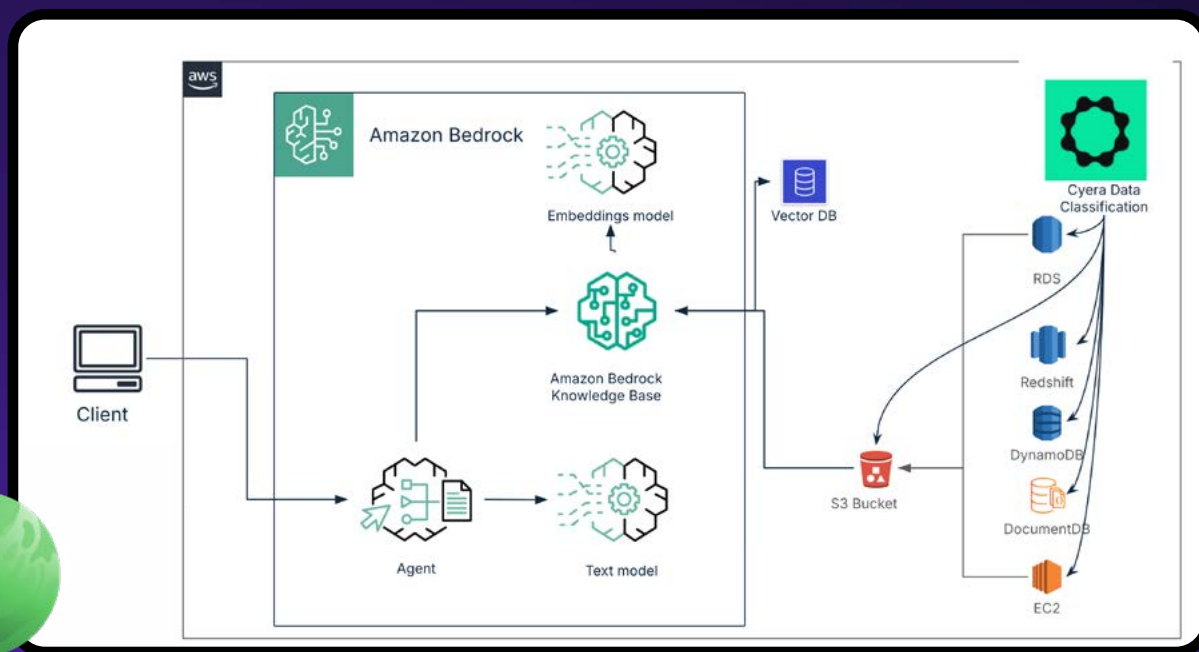 aws
Amazon Bedrock
Embeddings model
Vector DB
Cyera Data
Classification
RDS
Client
Amazon Bedrock
Knowledge Base
Redshift
DynamoDB
S3 Bucket
DocumentDB
Agent
Text model
EC2